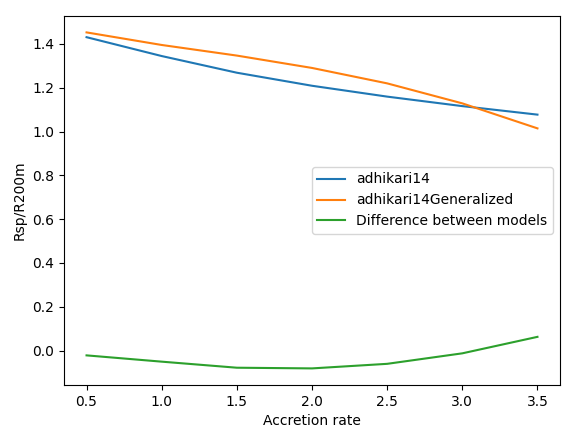 1.4
1.2
1.0
0.8
0.6
0.4
0.2
0.0
Rsp/R200m
adhikari14
adhikari14Generalized
Difference between models
0.5 1.0 1.5 2.0 2.5 3.0 3.5
Accretion rate